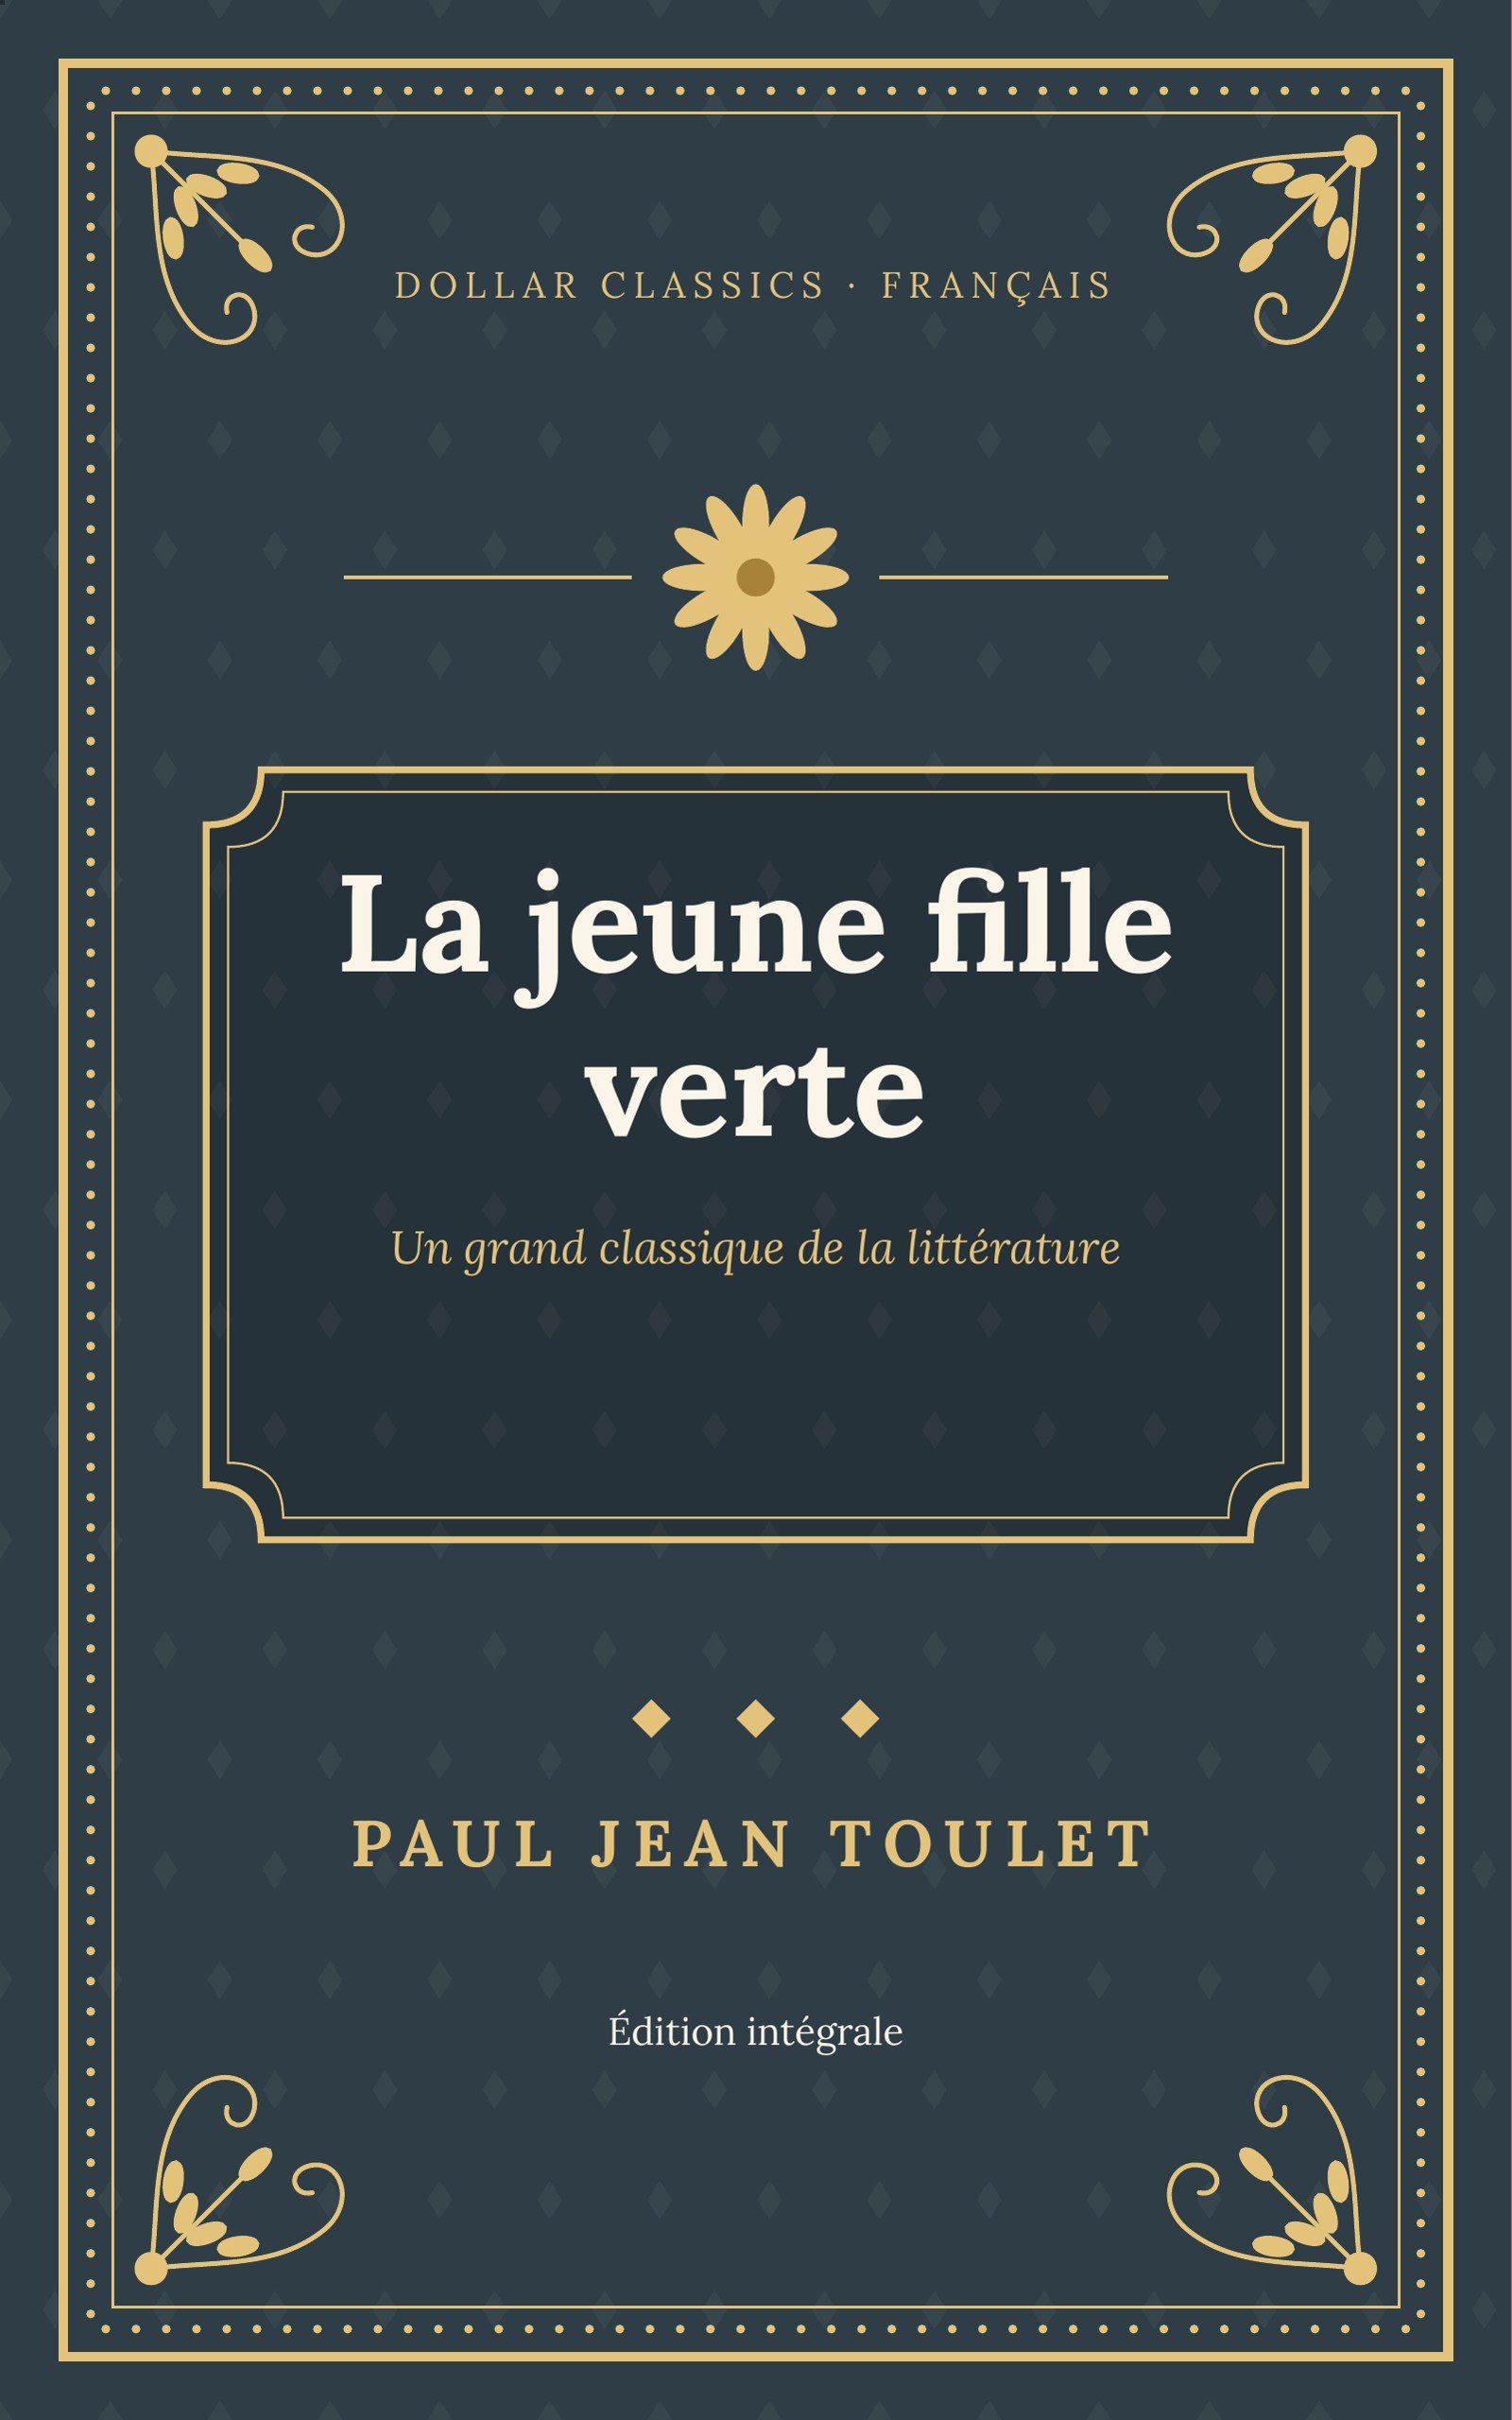 DOLLAR CLASSICS · FRANÇAIS
La jeune fille
verte
Un grand classique de la littérature
PAUL JEAN TOULET
Édition intégrale